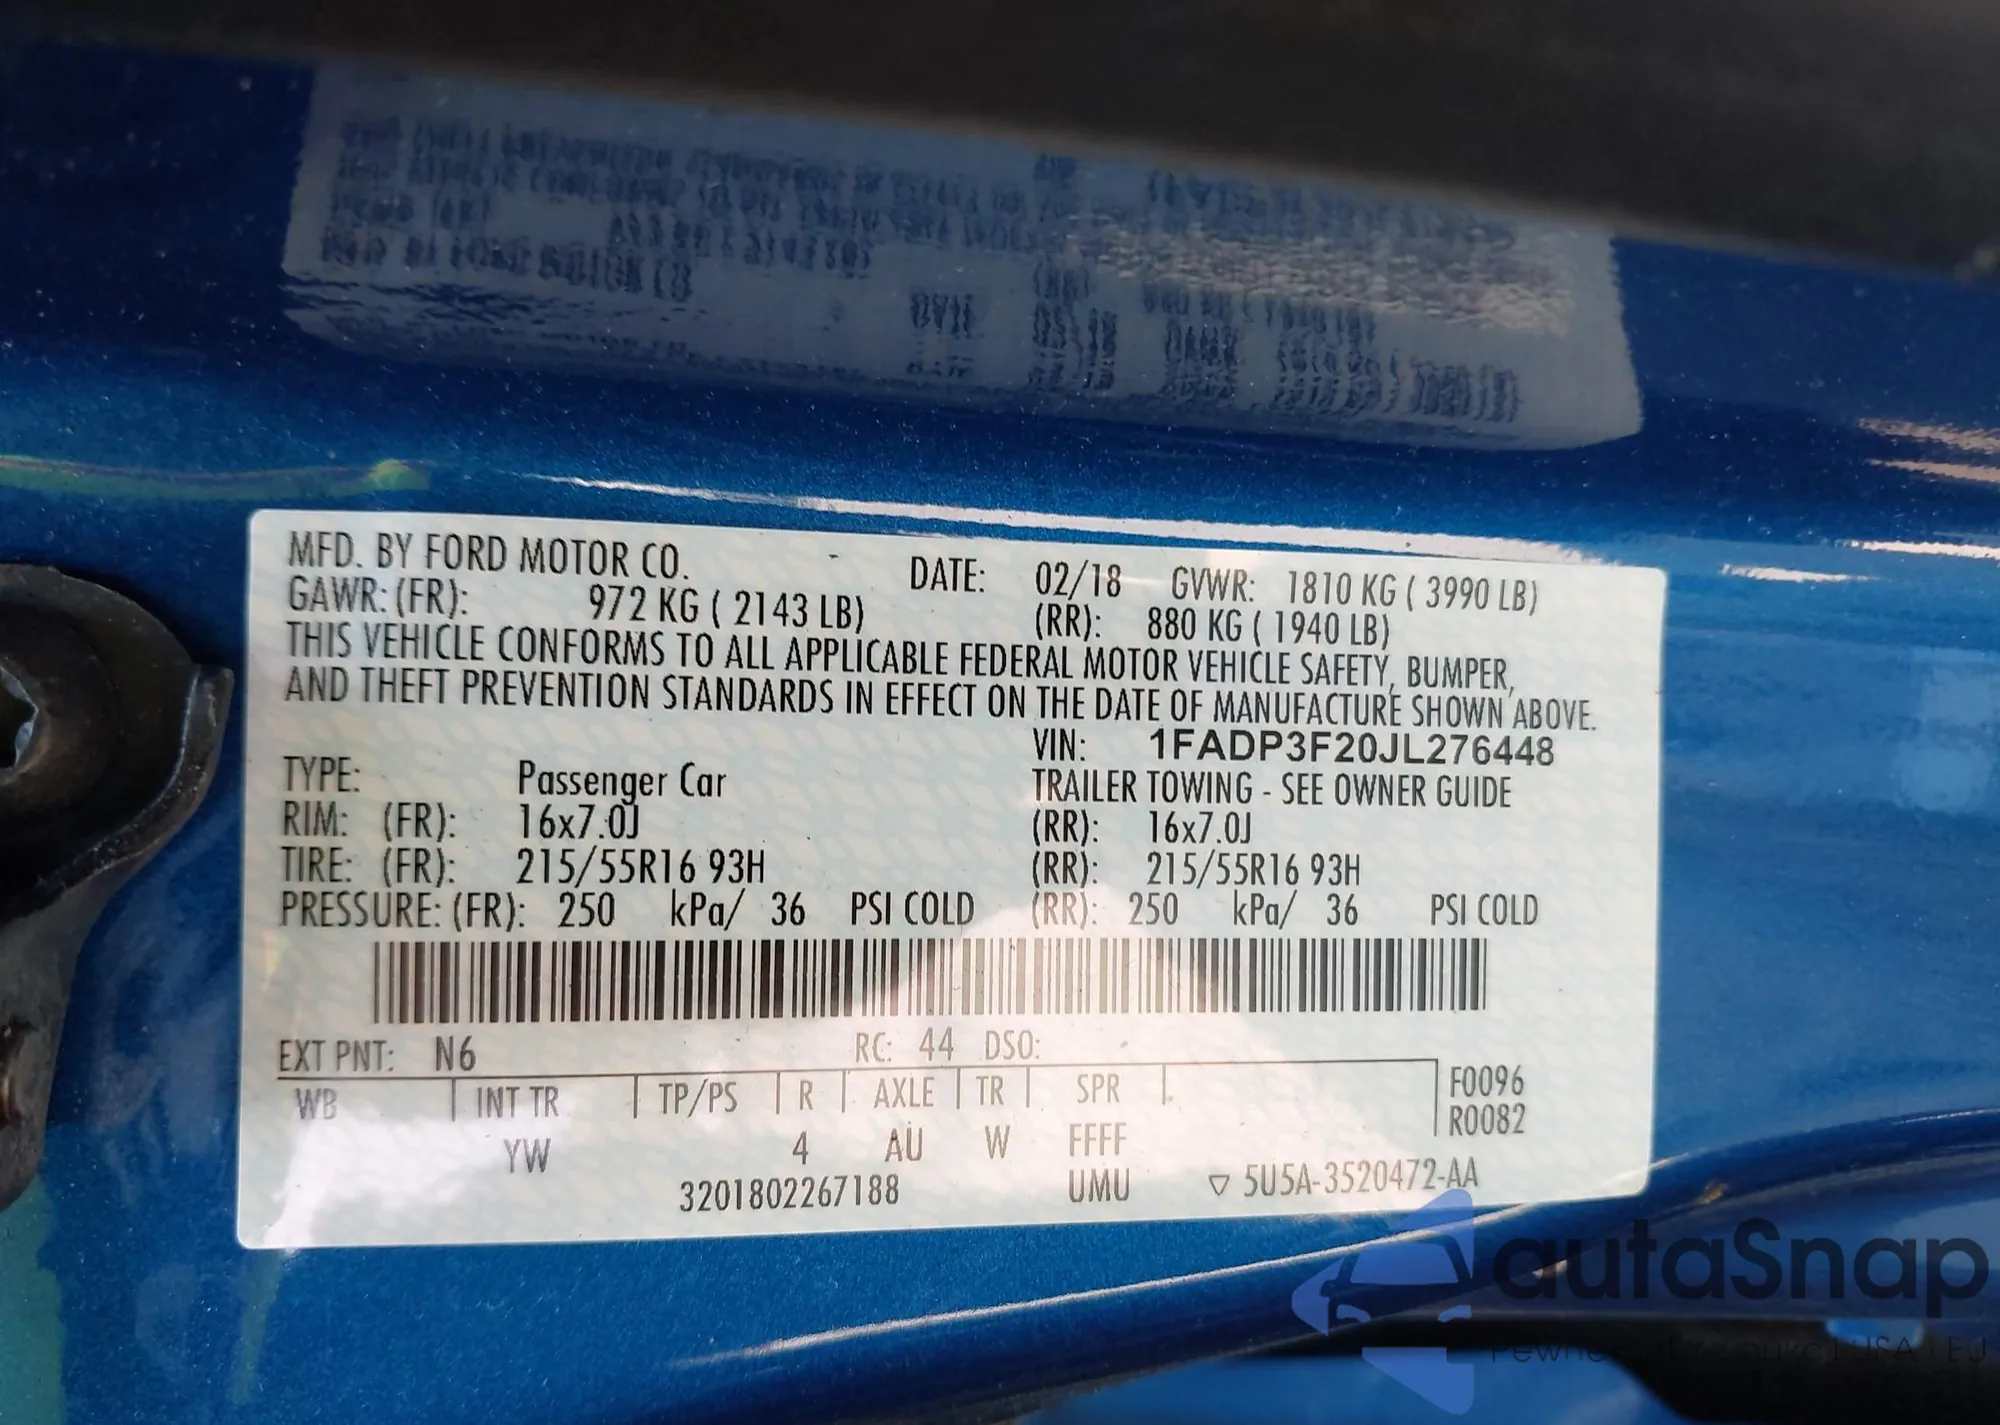 MFD. BY FORD MOTOR CO. DATE: 02/18 GVWR: 1810 KG ( 3990 LB)
GAWR: (FR): 972 KG ( 2143 LB) (RR): 880 KG ( 1940 LB)
THIS VEHICLE CONFORMS TO ALL APPLICABLE FEDERAL MOTOR VEHICLE SAFETY, BUMPER,
AND THEFT PREVENTION STANDARDS IN EFFECT ON THE DATE OF MANUFACTURE SHOWN ABOVE.
VIN: 1FADP3F20JL276448
TYPE: Passenger Car TRAILER TOWING - SEE OWNER GUIDE
RIM: (FR): 16x7.0J (RR): 16x7.0J
TIRE: (FR): 215/55R16 93H (RR): 215/55R16 93H
PRESSURE: (FR): 250 kPa/ 36 PSI COLD (RR): 250 kPa/ 36 PSI COLD
EXT PNT: N6 RC: 44 DSO:
WB INT TR TP/PS R AXLE TR SPR F0096
R0082
YW 4 AU W FFFF
3201802267188 UMU ▽ 5U5A-3520472-AA
autaSnap
USA EU